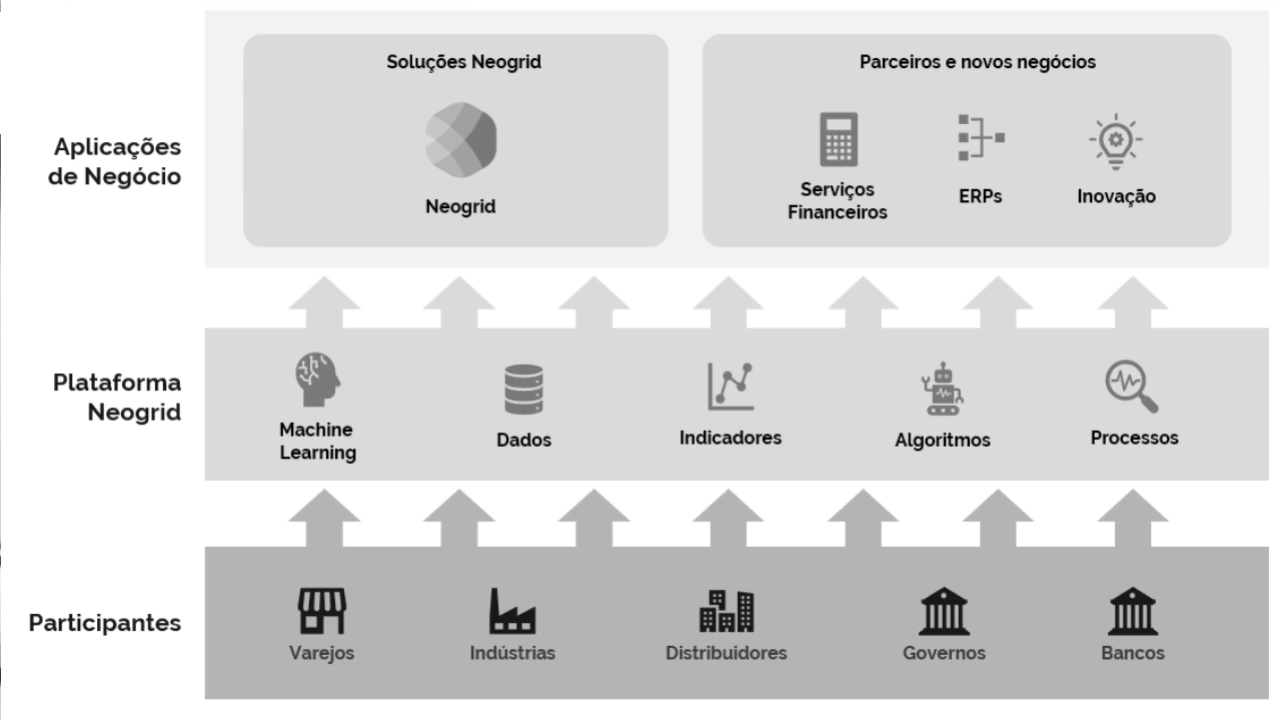 Soluções Neogrid
Parceiros e novos negócios
Aplicações
de Negócio
Neogrid
Serviços
Financeiros
ERPs
Inovação
Plataforma
Neogrid
Machine
Learning
Dados
Indicadores
Algoritmos
Processos
Participantes
Varejos
Indústrias
Distribuidores
Governos
Bancos